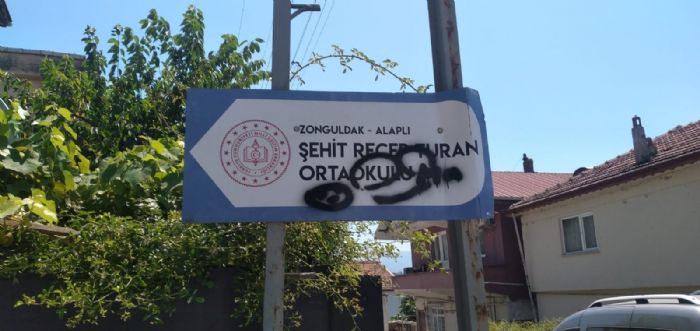 ZONGULDAK - ALAPLI
ŞEHİT RECEP TURAN
ORTAOKULU